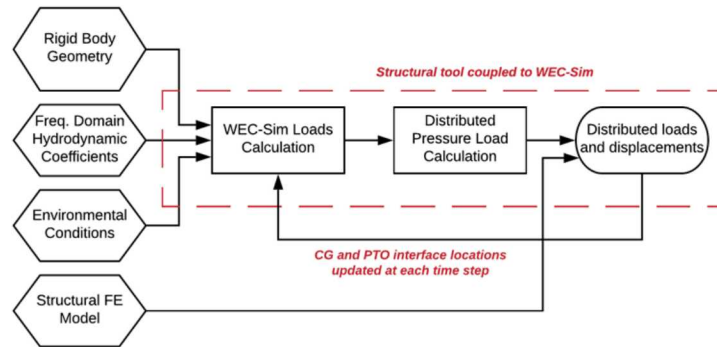 Rigid Body
Geometry
Structural tool coupled to WEC-Sim
Freq. Domain
Hydrodynamic
Coefficients
WEC-Sim Loads
Calculation
Distributed
Pressure Load
Calculation
Distributed loads
and displacements
Environmental
Conditions
CG and PTO interface locations
updated at each time step
Structural FE
Model